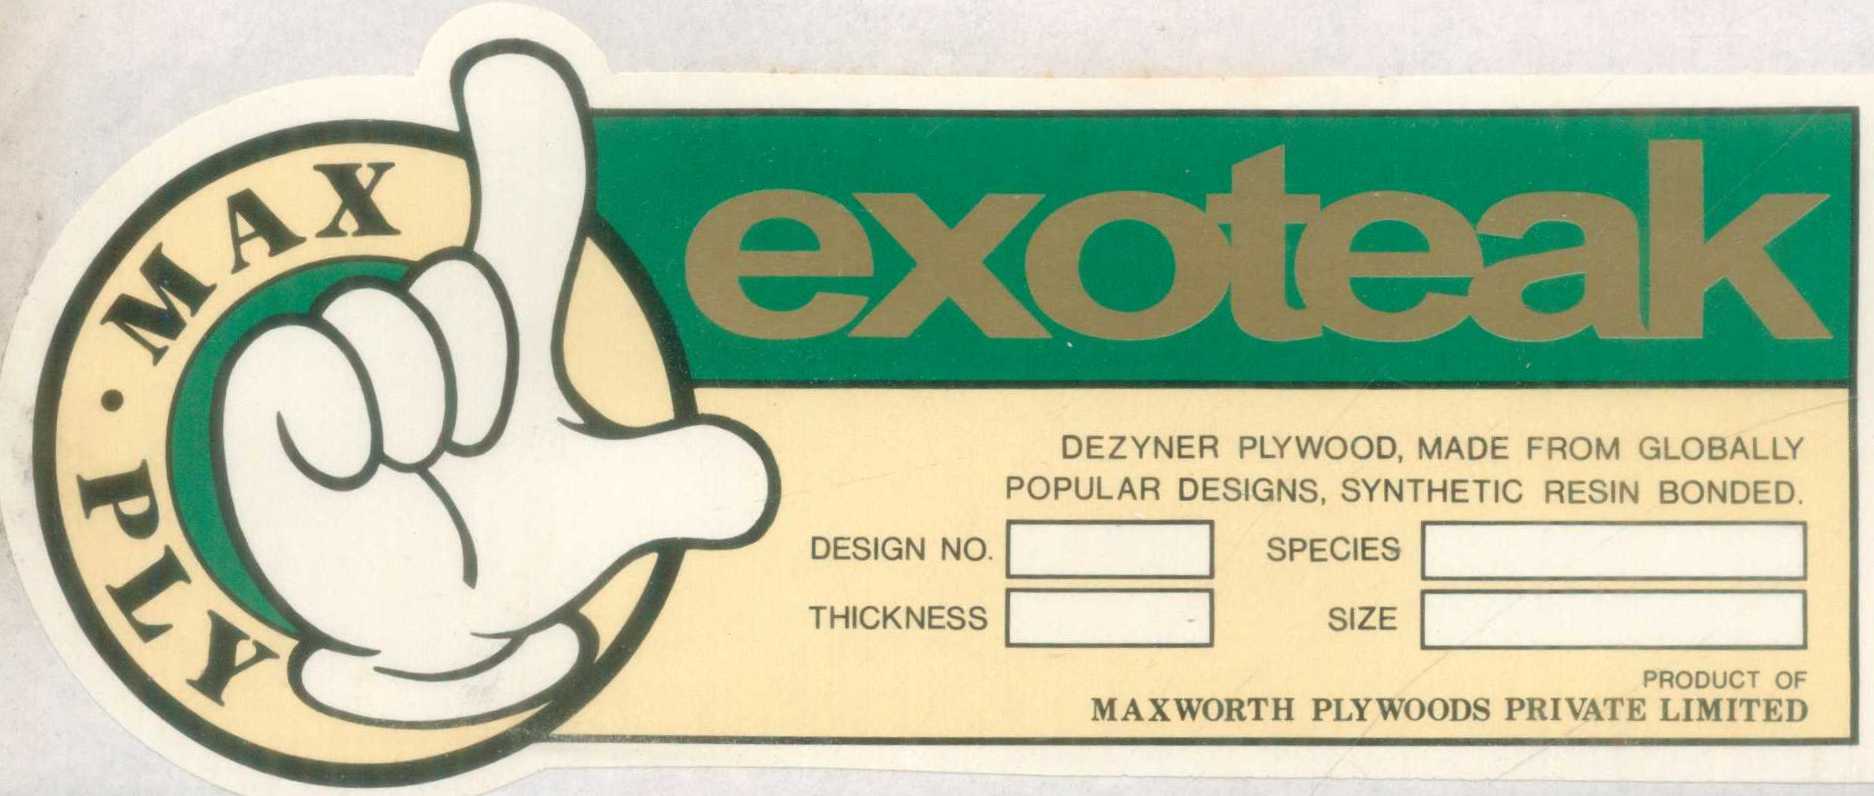 · MAX
PLY
exoteak
DEZYNER PLYWOOD, MADE FROM GLOBALLY
POPULAR DESIGNS, SYNTHETIC RESIN BONDED.
DESIGN NO.
SPECIES
THICKNESS
SIZE
PRODUCT OF
MAXWORTH PLYWOODS PRIVATE LIMITED